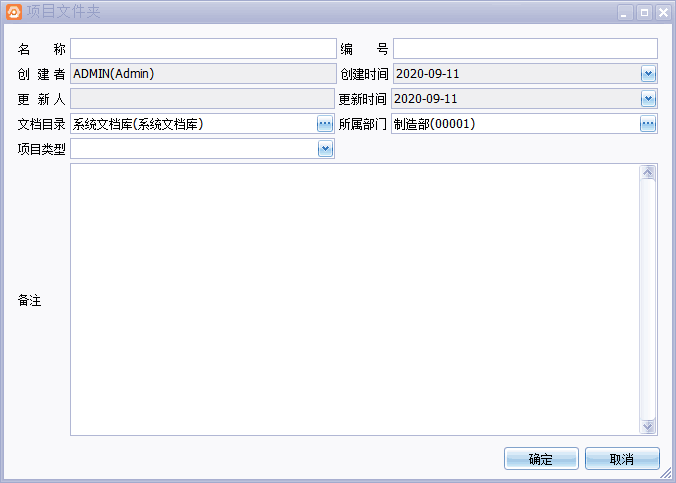 项目文件夹
名 称 编 号
创 建 者 ADMIN(Admin) 创建时间 2020-09-11
更 新 人 更新时间 2020-09-11
文档目录 系统文档库(系统文档库) 所属部门 制造部(00001)
项目类型
备注
确定 取消